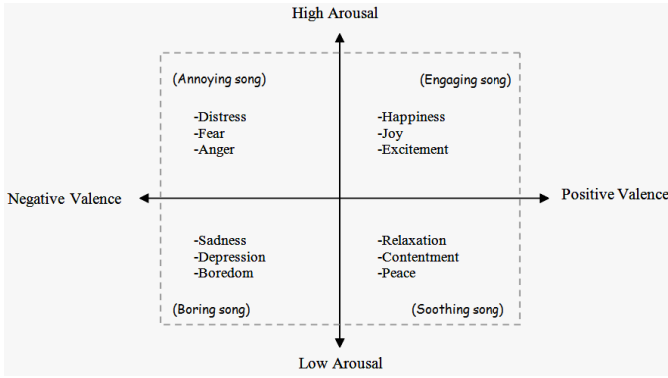 High Arousal
(Annoying song)
(Engaging song)
-Distress
-Fear
-Anger
-Happiness
-Joy
-Excitement
Negative Valence
Positive Valence
-Sadness
-Depression
-Boredom
-Relaxation
-Contentment
-Peace
(Boring song)
(Soothing song)
Low Arousal